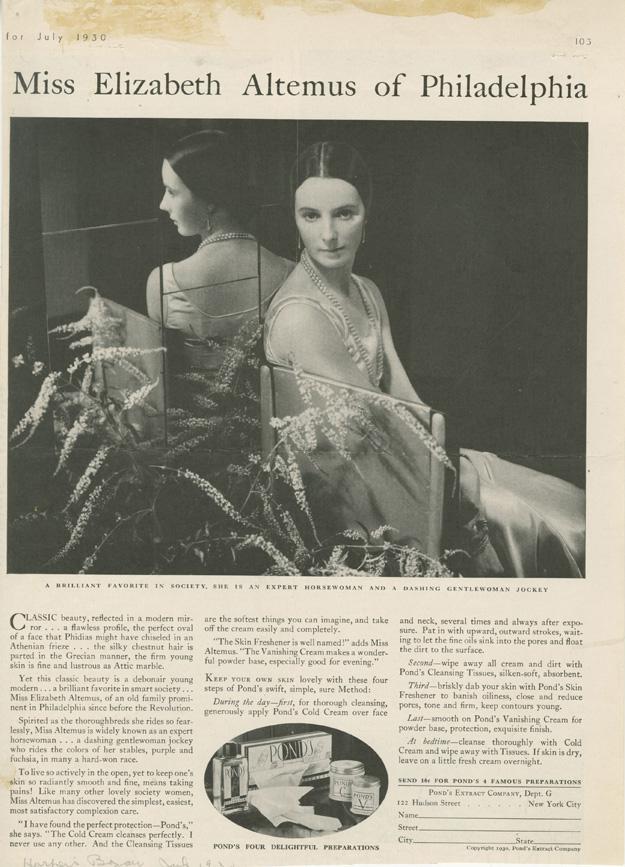 for July 1930
103
Miss Elizabeth Altemus of Philadelphia
A BRILLIANT FAVORITE IN SOCIETY, SHE IS AN EXPERT HORSEWOMAN AND A DASHING GENTLEWOMAN JOCKEY
CLASSIC beauty, reflected in a modern mir-
ror . . . a flawless profile, the perfect oval
of a face that Phidias might have chiseled in an
Athenian frieze . . . the silky chestnut hair is
parted in the Grecian manner, the firm young
skin is fine and lustrous as Attic marble.
Yet this classic beauty is a debonair young
modern . . . a brilliant favorite in smart society . . .
Miss Elizabeth Altemus, of an old family promi-
nent in Philadelphia since before the Revolution.
Spirited as the thoroughbreds she rides so fear-
lessly, Miss Altemus is widely known as an expert
horsewoman . . . a dashing gentlewoman jockey
who rides the colors of her stables, purple and
fuchsia, in many a hard-won race.
To live so actively in the open, yet to keep one's
skin so radiantly smooth and fine, means taking
pains! Like many other lovely society women,
Miss Altemus has discovered the simplest, easiest,
most satisfactory complexion care.
"I have found the perfect protection—Pond's,"
she says. "The Cold Cream cleanses perfectly. I
never use any other. And the Cleansing Tissues
are the softest things you can imagine, and take
off the cream easily and completely.
"The Skin Freshener is well named!" adds Miss
Altemus. "The Vanishing Cream makes a wonder-
ful powder base, especially good for evening."
KEEP YOUR OWN SKIN lovely with these four
steps of Pond's swift, simple, sure Method:
During the day—first, for thorough cleansing,
generously apply Pond's Cold Cream over face
POND'S
POND'S
POND'S
POND'S FOUR DELIGHTFUL PREPARATIONS
and neck, several times and always after expo-
sure. Pat in with upward, outward strokes, wait-
ing to let the fine oils sink into the pores and float
the dirt to the surface.
Second—wipe away all cream and dirt with
Pond's Cleansing Tissues, silken-soft, absorbent.
Third—briskly dab your skin with Pond's Skin
Freshener to banish oiliness, close and reduce
pores, tone and firm, keep contours young.
Last—smooth on Pond's Vanishing Cream for
powder base, protection, exquisite finish.
At bedtime—cleanse thoroughly with Cold
Cream and wipe away with Tissues. If skin is dry,
leave on a little fresh cream overnight.
SEND 10¢ FOR POND'S 4 FAMOUS PREPARATIONS
POND'S EXTRACT COMPANY, Dept. G
122 Hudson Street . . . . . . . New York City
Name
Street
City State
Copyright 1930, Pond's Extract Company